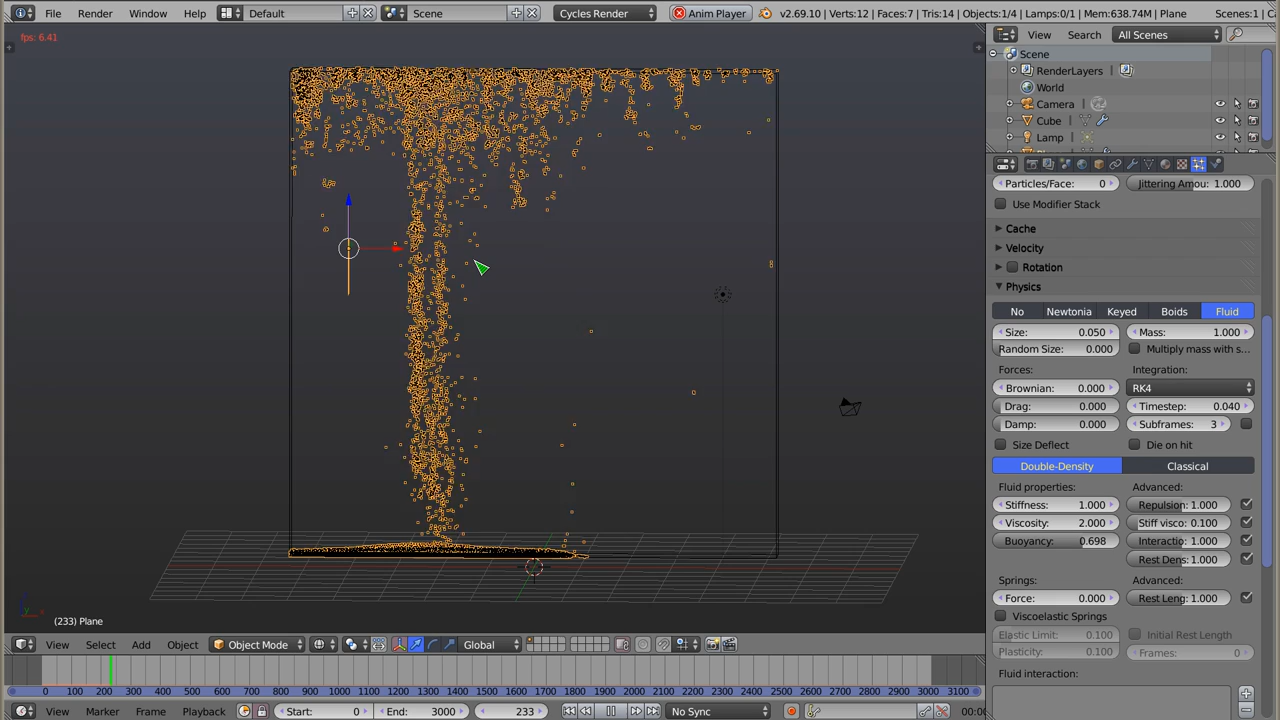 File Render Window Help Default Scene Cycles Render Anim Player v2.69.10 | Verts:12 | Faces:7 | Tris:14 | Objects:1/4 | Lamps:0/1 | Mem:638.74M | Plane Scenes:1
fps: 6.41
View Search All Scenes
Scene
RenderLayers
World
Camera
Cube
Lamp
Particles/Face: 0 Jittering Amou: 1.000
Use Modifier Stack
Cache
Velocity
Rotation
Physics
No Newtonia Keyed Boids Fluid
Size: 0.050 Mass: 1.000
Random Size: 0.000 Multiply mass with s...
Forces: Integration:
Brownian: 0.000 RK4
Drag: 0.000 Timestep: 0.040
Damp: 0.000 Subframes: 3
Size Deflect Die on hit
Double-Density Classical
Fluid properties: Advanced:
Stiffness: 1.000 Repulsion: 1.000
Viscosity: 2.000 Stiff visco: 0.100
Buoyancy: 0.698 Interactio: 1.000
Rest Dens: 1.000
Springs: Advanced:
Force: 0.000 Rest Leng: 1.000
Viscoelastic Springs
Elastic Limit: 0.100 Initial Rest Length
Plasticity: 0.100 Frames: 0
Fluid interaction:
(233) Plane
View Select Add Object Object Mode Global
0 100 200 300 400 500 600 700 800 900 1000 1100 1200 1300 1400 1500 1600 1700 1800 1900 2000 2100 2200 2300 2400 2500 2600 2700 2800 2900 3000 3100
View Marker Frame Playback Start: 0 End: 3000 233 No Sync 00:0